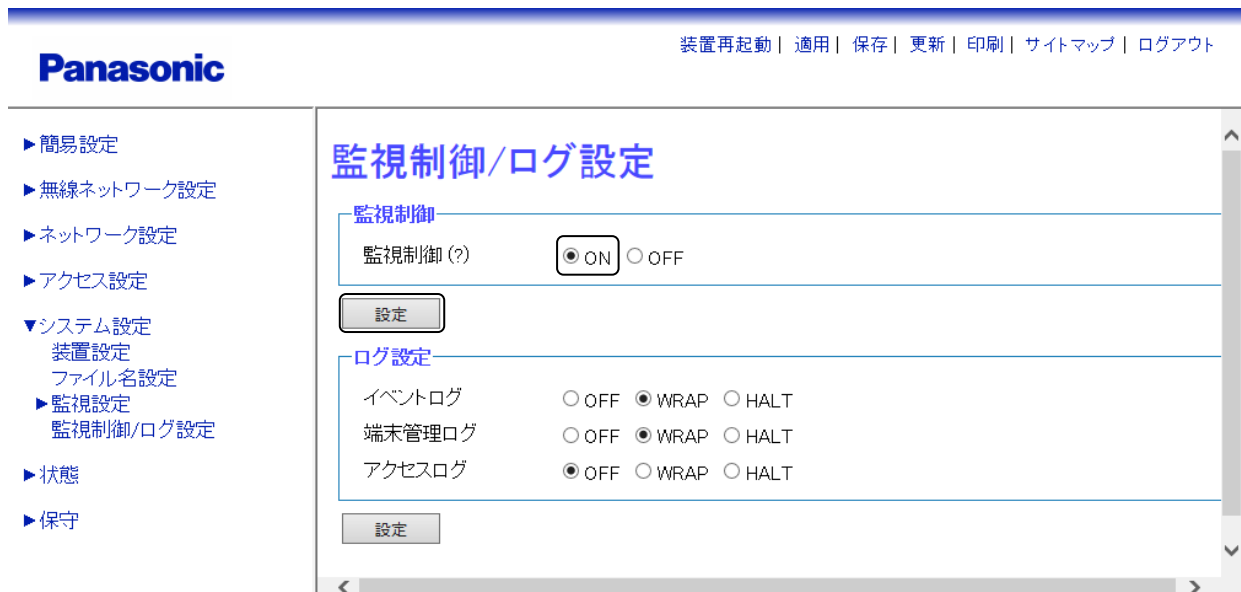 装置再起動| 適用| 保存| 更新| 印刷| サイトマップ| ログアウト
Panasonic
▶簡易設定
▶無線ネットワーク設定
▶ネットワーク設定
▶アクセス設定
▼システム設定
装置設定
ファイル名設定
▶監視設定
監視制御/ログ設定
▶状態
▶保守
監視制御/ログ設定
監視制御
監視制御(?) ON OFF
設定
ログ設定
イベントログ OFF WRAP HALT
端末管理ログ OFF WRAP HALT
アクセスログ OFF WRAP HALT
設定